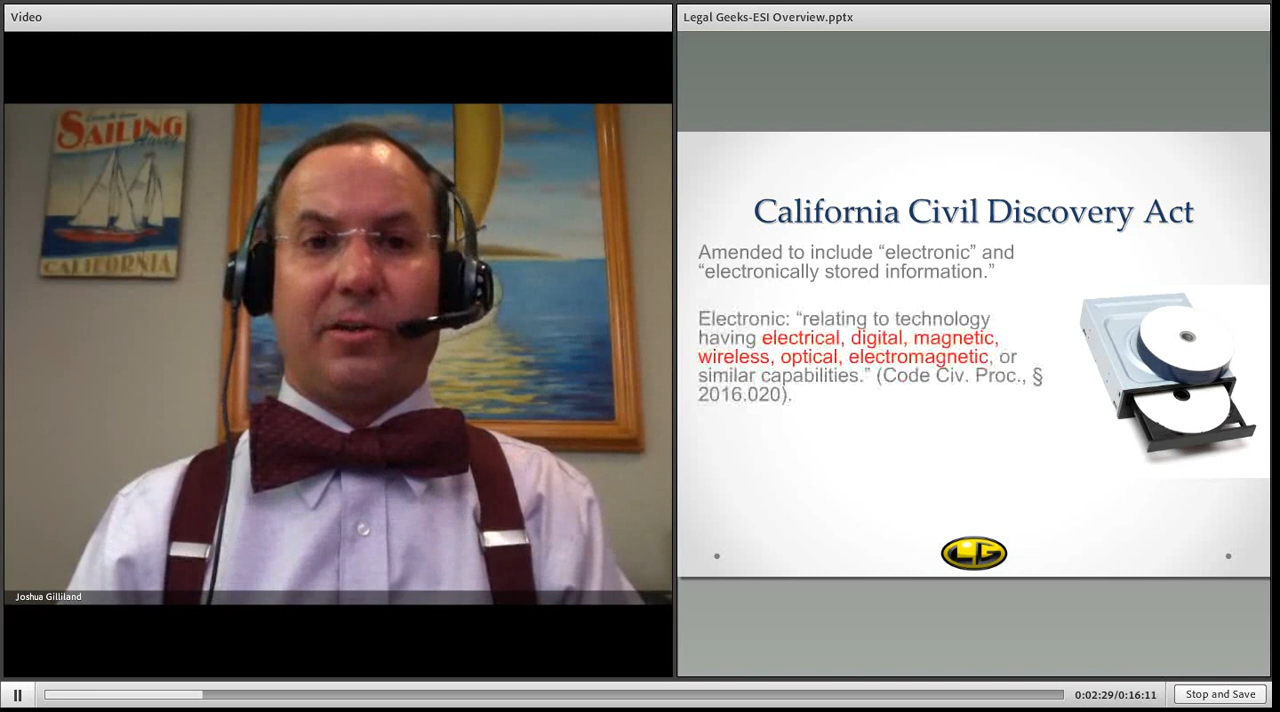 Video
SAILING
Away
CALIFORNIA
Joshua Gilliland
Legal Geeks-ESI Overview.pptx
California Civil Discovery Act
Amended to include “electronic” and
“electronically stored information.”
Electronic: “relating to technology
having electrical, digital, magnetic,
wireless, optical, electromagnetic, or
similar capabilities.” (Code Civ. Proc., §
2016.020).
LG
0:02:29/0:16:11
Stop and Save